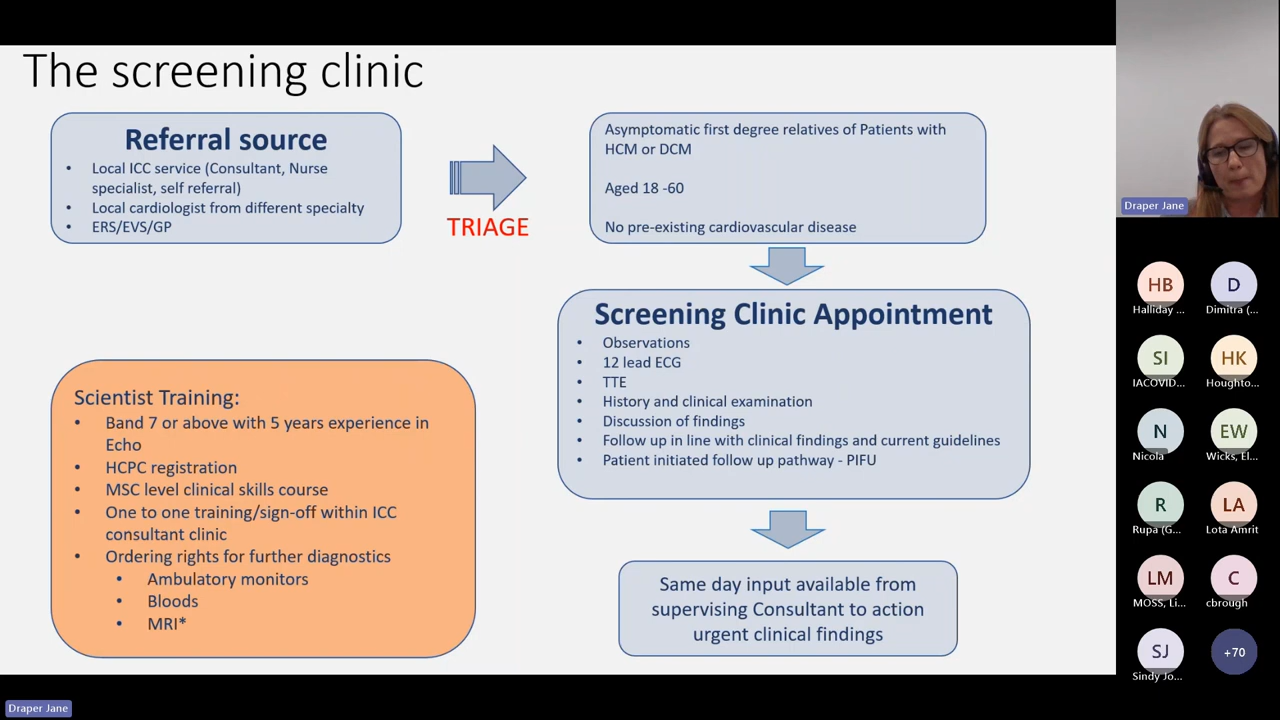 The screening clinic
Referral source
• Local ICC service (Consultant, Nurse
specialist, self referral)
• Local cardiologist from different specialty
• ERS/EVS/GP
TRIAGE
Asymptomatic first degree relatives of Patients with
HCM or DCM
Aged 18 -60
No pre-existing cardiovascular disease
Screening Clinic Appointment
• Observations
• 12 lead ECG
• TTE
• History and clinical examination
• Discussion of findings
• Follow up in line with clinical findings and current guidelines
• Patient initiated follow up pathway - PIFU
Same day input available from
supervising Consultant to action
urgent clinical findings
Scientist Training:
• Band 7 or above with 5 years experience in
Echo
• HCPC registration
• MSC level clinical skills course
• One to one training/sign-off within ICC
consultant clinic
• Ordering rights for further diagnostics
• Ambulatory monitors
• Bloods
• MRI*
Draper Jane
HB
Halliday ...
D
Dimitra (...
SI
IACOVID...
HK
Houghto...
N
Nicola
EW
Wicks, El...
R
Rupa (G...
LA
Lota Amrit
LM
MOSS, Li...
C
cbrough
SJ
Sindy Jo...
+70
Draper Jane